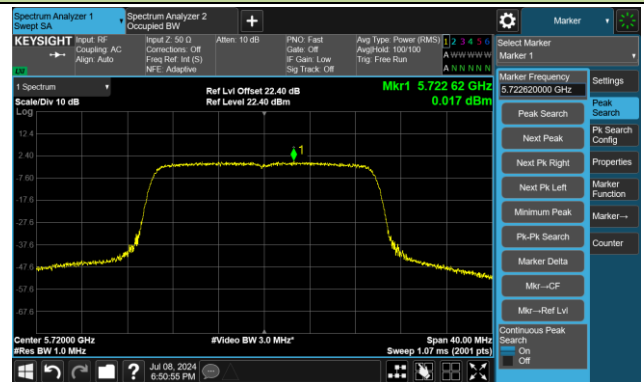 Spectrum Analyzer 1
Swept SA
Spectrum Analyzer 2
Occupied BW
+
Marker
KEYSIGHT
Input: RF
Coupling: AC
Align: Auto
Input Z: 50 Ω
Corrections: Off
Freq Ref: Int (S)
NFE: Adaptive
Atten: 10 dB
PNO: Fast
Gate: Off
IF Gain: Low
Sig Track: Off
Avg Type: Power (RMS)
Avg|Hold: 100/100
Trig: Free Run
1 2 3 4 5 6
A W W W W W
A N N N N N
Select Marker
Marker 1
LW
1 Spectrum
Scale/Div 10 dB
Log
Ref Lvl Offset 22.40 dB
Ref Level 22.40 dBm
Mkr1 5.722 62 GHz
0.017 dBm
12.4
2.40
-7.60
-17.6
-27.6
-37.6
-47.6
-57.6
-67.6
1
Center 5.72000 GHz
#Res BW 1.0 MHz
#Video BW 3.0 MHz*
Span 40.00 MHz
Sweep 1.07 ms (2001 pts)
Marker Frequency
5.722620000 GHz
Peak Search
Next Peak
Next Pk Right
Next Pk Left
Minimum Peak
Pk-Pk Search
Marker Delta
Mkr→CF
Mkr→Ref Lvl
Continuous Peak
Search
On
Off
Settings
Peak
Search
Pk Search
Config
Properties
Marker
Function
Marker→
Counter
?
Jul 08, 2024
6:50:55 PM